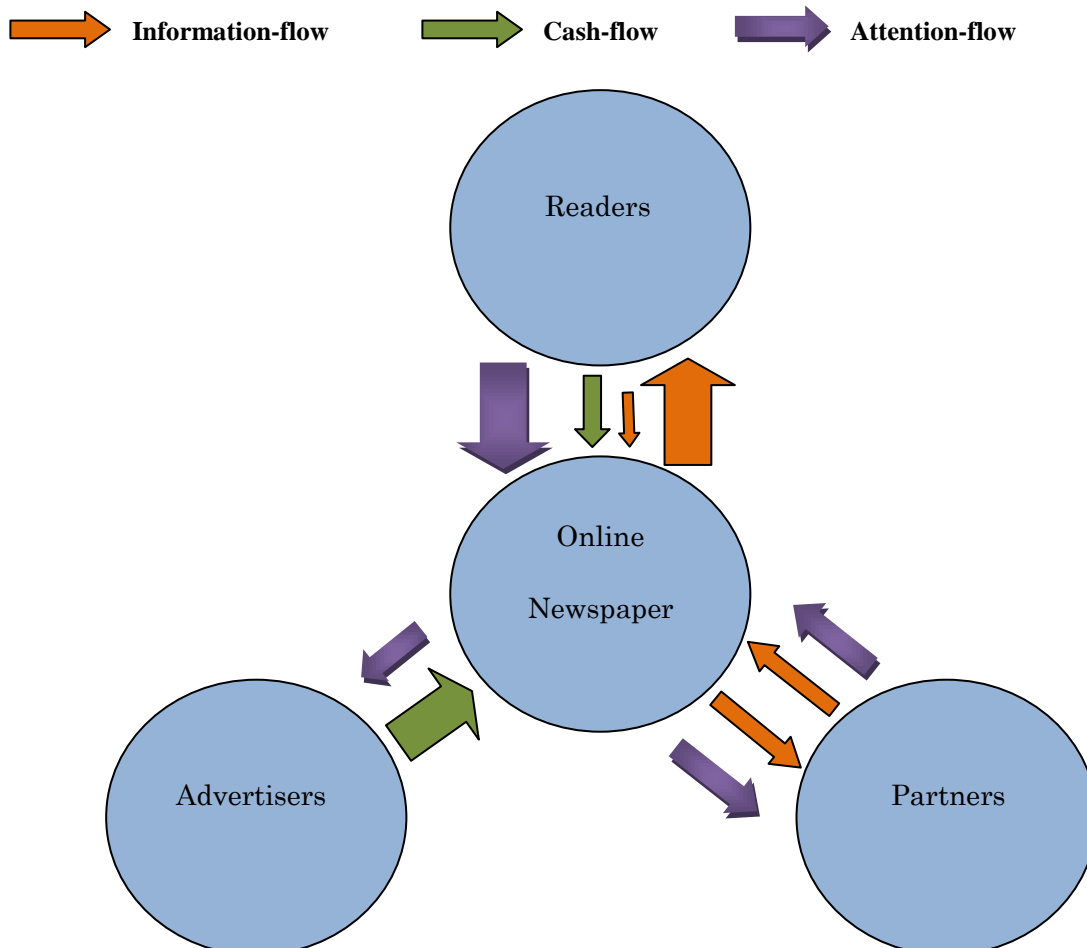 Information-flow
Cash-flow
Attention-flow
Readers
Online
Newspaper
Advertisers
Partners